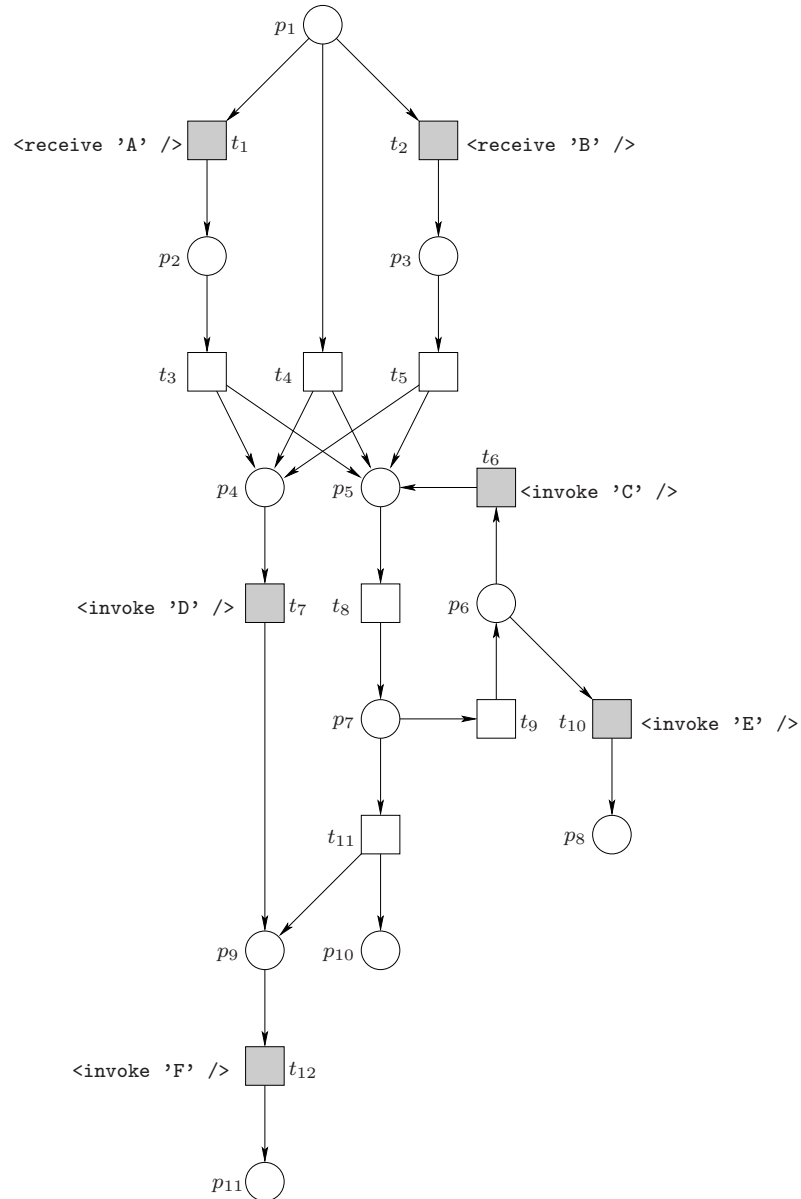 p1
<receive ’A’ /> t1 t2 <receive ’B’ />
p2 p3
t3 t4 t5
t6
p4 p5 <invoke ’C’ />
<invoke ’D’ /> t7 t8 p6
p7 t9 t10 <invoke ’E’ />
t11 p8
p9 p10
<invoke ’F’ /> t12
p11